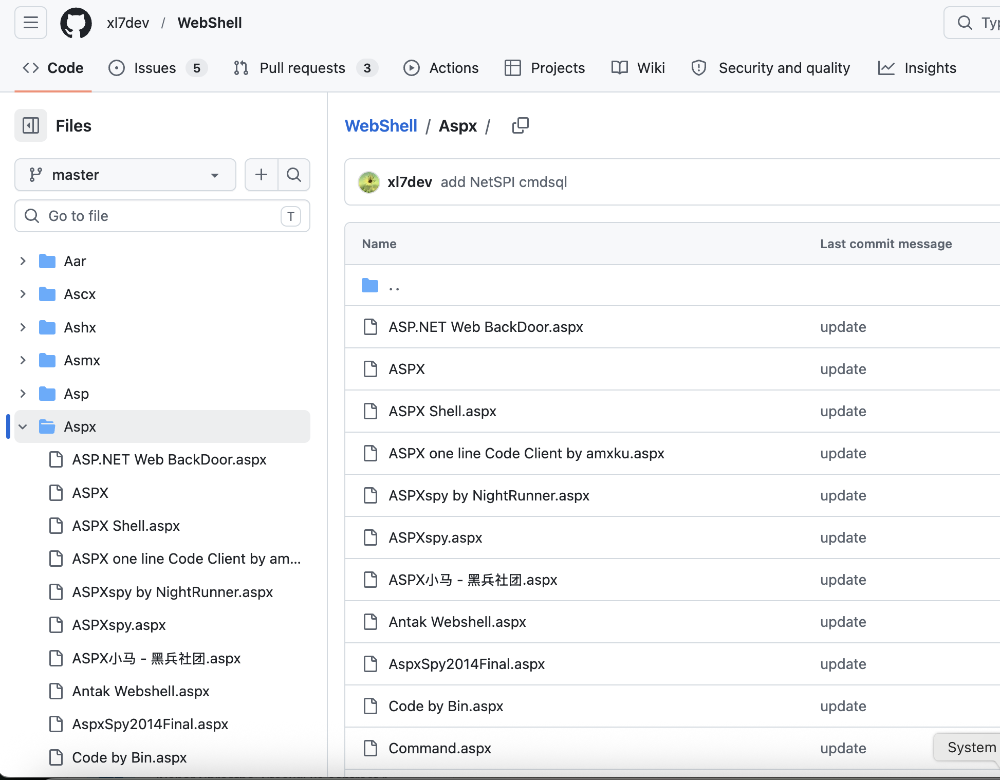 xl7dev / WebShell
Typ
Code
Issues 5
Pull requests 3
Actions
Projects
Wiki
Security and quality
Insights
Files
master
Go to file T
Aar
Ascx
Ashx
Asmx
Asp
Aspx
ASP.NET Web BackDoor.aspx
ASPX
ASPX Shell.aspx
ASPX one line Code Client by am...
ASPXspy by NightRunner.aspx
ASPXspy.aspx
ASPX小马 - 黑兵社团.aspx
Antak Webshell.aspx
AspxSpy2014Final.aspx
Code by Bin.aspx
WebShell / Aspx /
xl7dev add NetSPI cmdsql
Name Last commit message
..
ASP.NET Web BackDoor.aspx update
ASPX update
ASPX Shell.aspx update
ASPX one line Code Client by amxku.aspx update
ASPXspy by NightRunner.aspx update
ASPXspy.aspx update
ASPX小马 - 黑兵社团.aspx update
Antak Webshell.aspx update
AspxSpy2014Final.aspx update
Code by Bin.aspx update
Command.aspx update
System